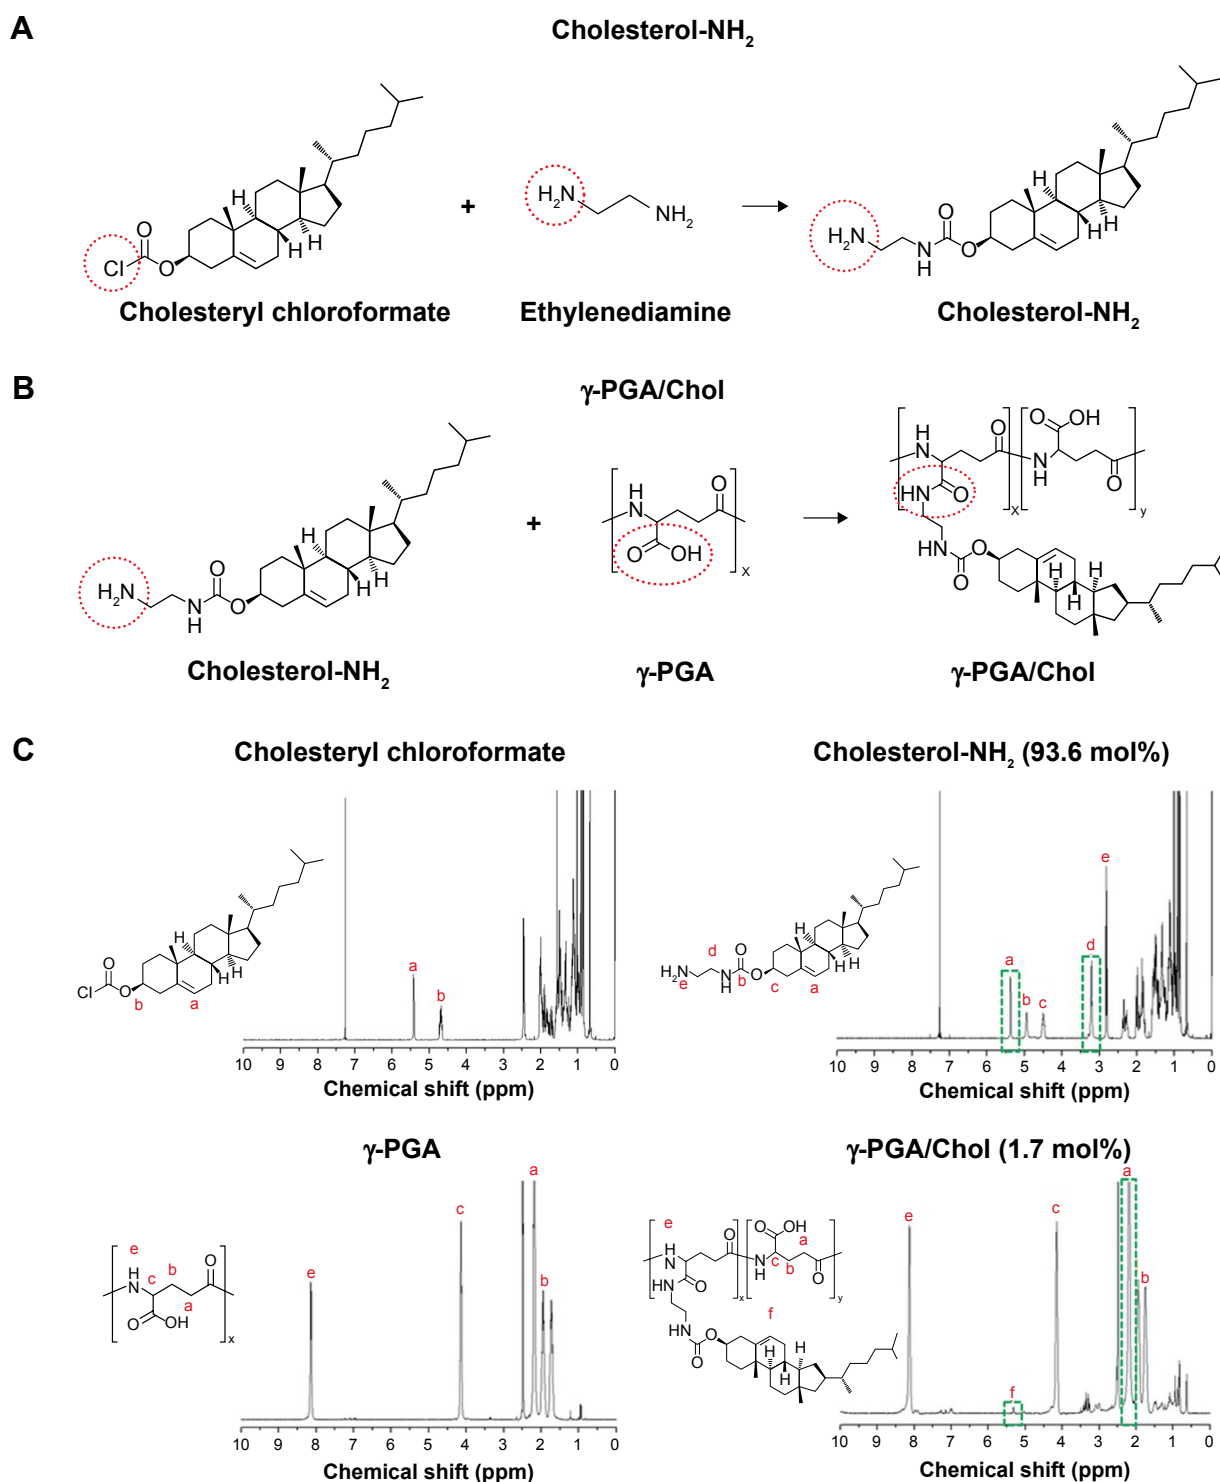 A
Cholesterol-NH₂
H
H
H
O
Cl
O
+
H₂N
NH₂
H
H
H
H₂N
O
N
H
O
Cholesteryl chloroformate
Ethylenediamine
Cholesterol-NH₂
B
γ-PGA/Chol
H
H
H
H₂N
O
N
H
O
+
H
N
O
O
OH
x
H
N
O
HN
O
x
O
OH
N
H
O
y
HN
O
O
H
H
H
Cholesterol-NH₂
γ-PGA
γ-PGA/Chol
C
Cholesteryl chloroformate
H
H
H
O
Cl
O
b
a
a
b
10 9 8 7 6 5 4 3 2 1 0
Chemical shift (ppm)
Cholesterol-NH₂ (93.6 mol%)
H
H
H
d
O
H₂N
e
N
H
b
O
c
a
a
b
c
d
e
10 9 8 7 6 5 4 3 2 1 0
Chemical shift (ppm)
γ-PGA
e
H
N
c
b
a
O
O
OH
x
e
c
a
b
10 9 8 7 6 5 4 3 2 1 0
Chemical shift (ppm)
γ-PGA/Chol (1.7 mol%)
e
H
N
O
HN
O
x
O
OH
a
N
H
c
b
O
y
f
HN
O
O
H
H
H
e
f
c
a
b
10 9 8 7 6 5 4 3 2 1 0
Chemical shift (ppm)